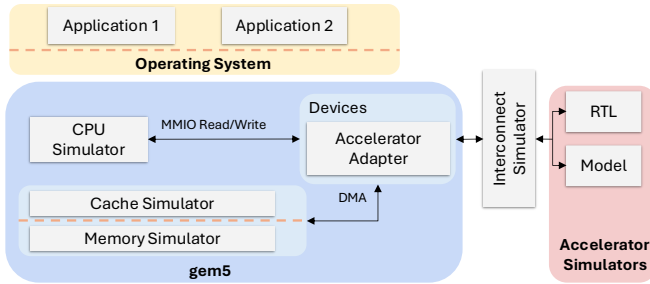 Application 1
Application 2
Operating System
Devices
CPU
Simulator
MMIO Read/Write
Accelerator
Adapter
DMA
Cache Simulator
Memory Simulator
gem5
Interconnect
Simulator
RTL
Model
Accelerator
Simulators